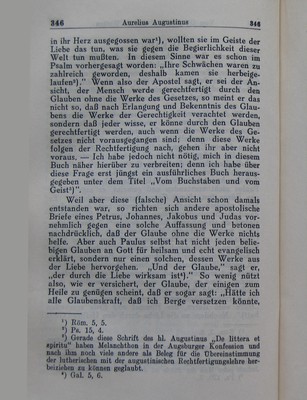 346 Aurelius Augustinus 346
in ihr Herz ausgegossen war¹), wollten sie im Geiste der
Liebe das tun, was sie gegen die Begierlichkeit dieser
Welt tun mußten. In diesem Sinne war es schon im
Psalm vorhergesagt worden: „Ihre Schwächen waren zu
zahlreich geworden, deshalb kamen sie herbeige-
laufen²).“ Wenn also der Apostel sagt, er sei der An-
sicht, der Mensch werde gerechtfertigt durch den
Glauben ohne die Werke des Gesetzes, so meint er das
nicht so, daß nach Erlangung und Bekenntnis des Glau-
bens die Werke der Gerechtigkeit verachtet werden,
sondern daß jeder wisse, er könne durch den Glauben
gerechtfertigt werden, auch wenn die Werke des Ge-
setzes nicht vorausgegangen sind; denn diese Werke
folgen der Rechtfertigung nach, gehen ihr aber nicht
voraus. — Ich habe jedoch nicht nötig, mich in diesem
Buch näher hierüber zu verbreiten; denn ich habe über
diese Frage erst jüngst ein ausführliches Buch heraus-
gegeben unter dem Titel „Vom Buchstaben und vom
Geist³)“.
Weil aber diese (falsche) Ansicht schon damals
entstanden war, so richten sich andere apostolische
Briefe eines Petrus, Johannes, Jakobus und Judas vor-
nehmlich gegen eine solche Auffassung und betonen
nachdrücklich, daß der Glaube ohne die Werke nichts
helfe. Aber auch Paulus selbst hat nicht jeden belie-
bigen Glauben an Gott für heilsam und echt evangelisch
erklärt, sondern nur einen solchen, dessen Werke aus
der Liebe hervorgehen. „Und der Glaube,“ sagt er,
„der durch die Liebe wirksam ist⁴).“ So wenig nützt
also, wie er versichert, der Glaube, der einigen zum
Heile zu genügen scheint, daß er sogar sagt: „Hätte ich
alle Glaubenskraft, daß ich Berge versetzen könnte,
¹) Röm. 5, 5.
²) Ps. 15, 4.
³) Gerade diese Schrift des hl. Augustinus „De littera et
spiritu“ haben Melanchthon in der Augsburger Konfession und
nach ihm noch viele andere als Beleg für die Übereinstimmung
der lutherischen mit der augustinischen Rechtfertigungslehre her-
beiziehen zu können geglaubt.
⁴) Gal. 5, 6.